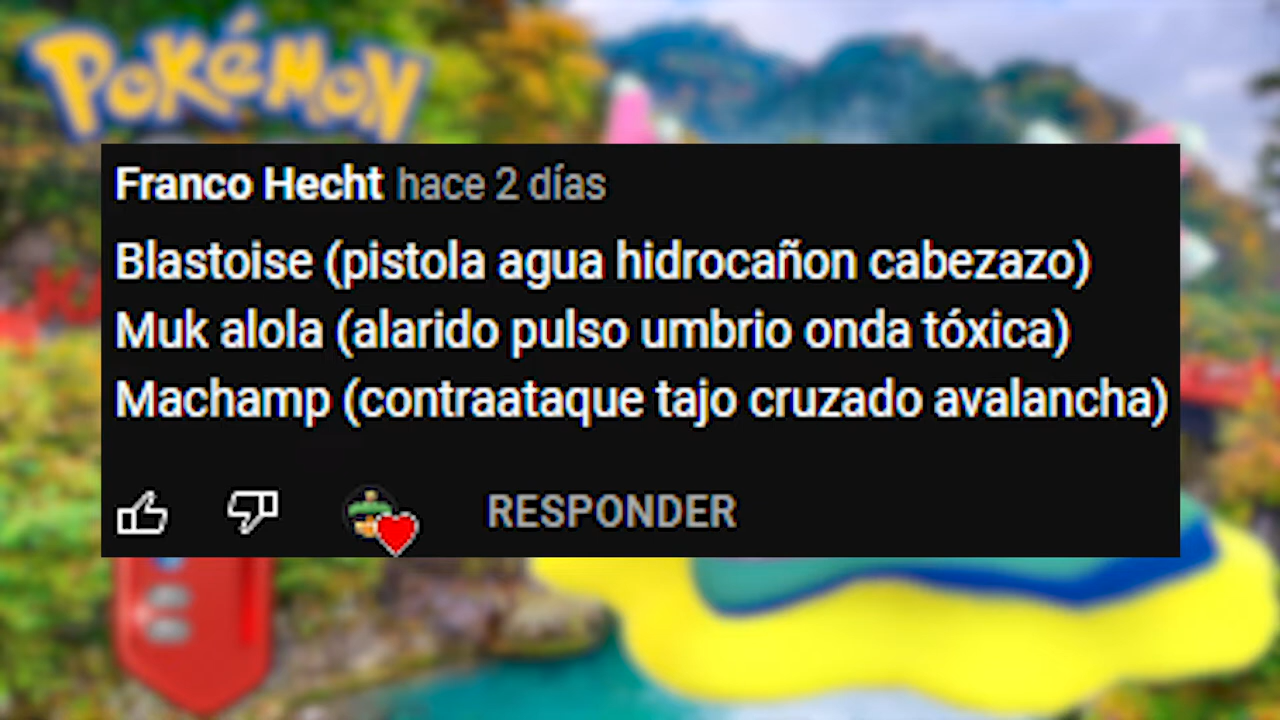 POKéMON
Franco Hecht hace 2 días
Blastoise (pistola agua hidrocañon cabezazo)
Muk alola (alarido pulso umbrio onda tóxica)
Machamp (contraataque tajo cruzado avalancha)
RESPONDER